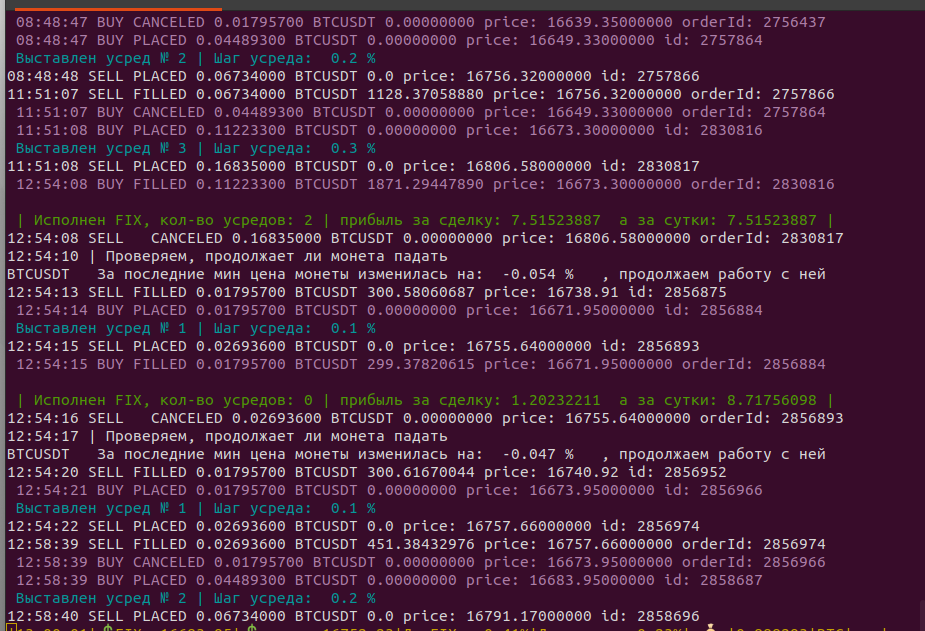 08:48:47 BUY CANCELED 0.01795700 BTCUSDT 0.00000000 price: 16639.35000000 orderId: 2756437
08:48:47 BUY PLACED 0.04489300 BTCUSDT 0.00000000 price: 16649.33000000 id: 2757864
Выставлен усред № 2 | Шаг усреда:  0.2 %
08:48:48 SELL PLACED 0.06734000 BTCUSDT 0.0 price: 16756.32000000 id: 2757866
11:51:07 SELL FILLED 0.06734000 BTCUSDT 1128.37058880 price: 16756.32000000 orderId: 2757866
11:51:07 BUY CANCELED 0.04489300 BTCUSDT 0.00000000 price: 16649.33000000 orderId: 2757864
11:51:08 BUY PLACED 0.11223300 BTCUSDT 0.00000000 price: 16673.30000000 id: 2830816
Выставлен усред № 3 | Шаг усреда:  0.3 %
11:51:08 SELL PLACED 0.16835000 BTCUSDT 0.0 price: 16806.58000000 id: 2830817
12:54:08 BUY FILLED 0.11223300 BTCUSDT 1871.29447890 price: 16673.30000000 orderId: 2830816
| Исполнен FIX, кол-во усредов: 2 | прибыль за сделку: 7.51523887  а за сутки: 7.51523887 |
12:54:08 SELL   CANCELED 0.16835000 BTCUSDT 0.00000000 price: 16806.58000000 orderId: 2830817
12:54:10 | Проверяем, продолжает ли монета падать
BTCUSDT   За последние мин цена монеты изменилась на:  -0.054 %   , продолжаем работу с ней
12:54:13 SELL FILLED 0.01795700 BTCUSDT 300.58060687 price: 16738.91 id: 2856875
12:54:14 BUY PLACED 0.01795700 BTCUSDT 0.00000000 price: 16671.95000000 id: 2856884
Выставлен усред № 1 | Шаг усреда:  0.1 %
12:54:15 SELL PLACED 0.02693600 BTCUSDT 0.0 price: 16755.64000000 id: 2856893
12:54:15 BUY FILLED 0.01795700 BTCUSDT 299.37820615 price: 16671.95000000 orderId: 2856884
| Исполнен FIX, кол-во усредов: 0 | прибыль за сделку: 1.20232211  а за сутки: 8.71756098 |
12:54:16 SELL   CANCELED 0.02693600 BTCUSDT 0.00000000 price: 16755.64000000 orderId: 2856893
12:54:17 | Проверяем, продолжает ли монета падать
BTCUSDT   За последние мин цена монеты изменилась на:  -0.047 %   , продолжаем работу с ней
12:54:20 SELL FILLED 0.01795700 BTCUSDT 300.61670044 price: 16740.92 id: 2856952
12:54:21 BUY PLACED 0.01795700 BTCUSDT 0.00000000 price: 16673.95000000 id: 2856966
Выставлен усред № 1 | Шаг усреда:  0.1 %
12:54:22 SELL PLACED 0.02693600 BTCUSDT 0.0 price: 16757.66000000 id: 2856974
12:58:39 SELL FILLED 0.02693600 BTCUSDT 451.38432976 price: 16757.66000000 orderId: 2856974
12:58:39 BUY CANCELED 0.01795700 BTCUSDT 0.00000000 price: 16673.95000000 orderId: 2856966
12:58:39 BUY PLACED 0.04489300 BTCUSDT 0.00000000 price: 16683.95000000 id: 2858687
Выставлен усред № 2 | Шаг усреда:  0.2 %
12:58:40 SELL PLACED 0.06734000 BTCUSDT 0.0 price: 16791.17000000 id: 2858696